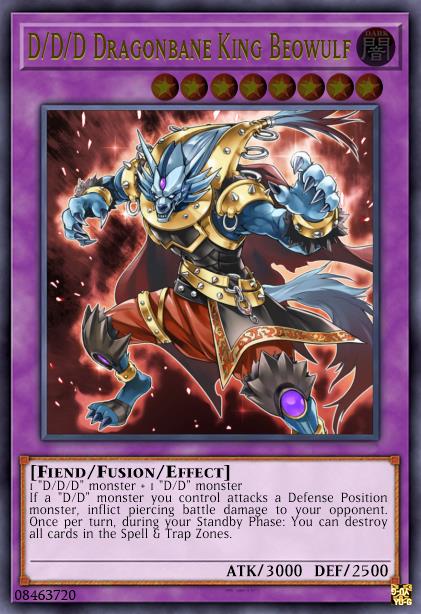 D/D/D Dragonbane King Beowulf
DARK
闇
[Fiend/Fusion/Effect]
1 "D/D/D" monster + 1 "D/D" monster
If a "D/D" monster you control attacks a Defense Position
monster, inflict piercing battle damage to your opponent.
Once per turn, during your Standby Phase: You can destroy
all cards in the Spell & Trap Zones.
ATK/3000 DEF/2500
08463720